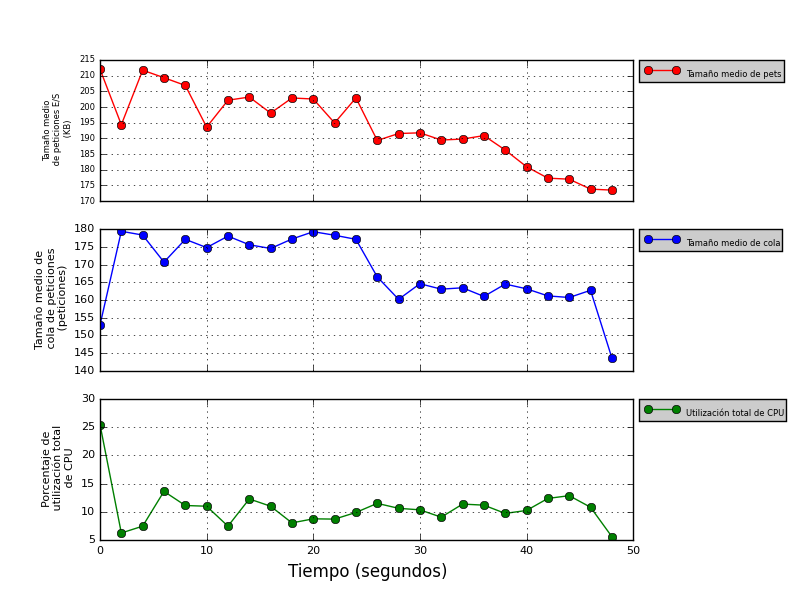 215
210
205
200
195
190
185
180
175
170
Tamaño medio
de peticiones E/S
(KB)
Tamaño medio de pets
180
175
170
165
160
155
150
145
140
Tamaño medio de
cola de peticiones
(peticiones)
Tamaño medio de cola
30
25
20
15
10
5
Porcentaje de
utilización total
de CPU
Utilización total de CPU
0 10 20 30 40 50
Tiempo (segundos)